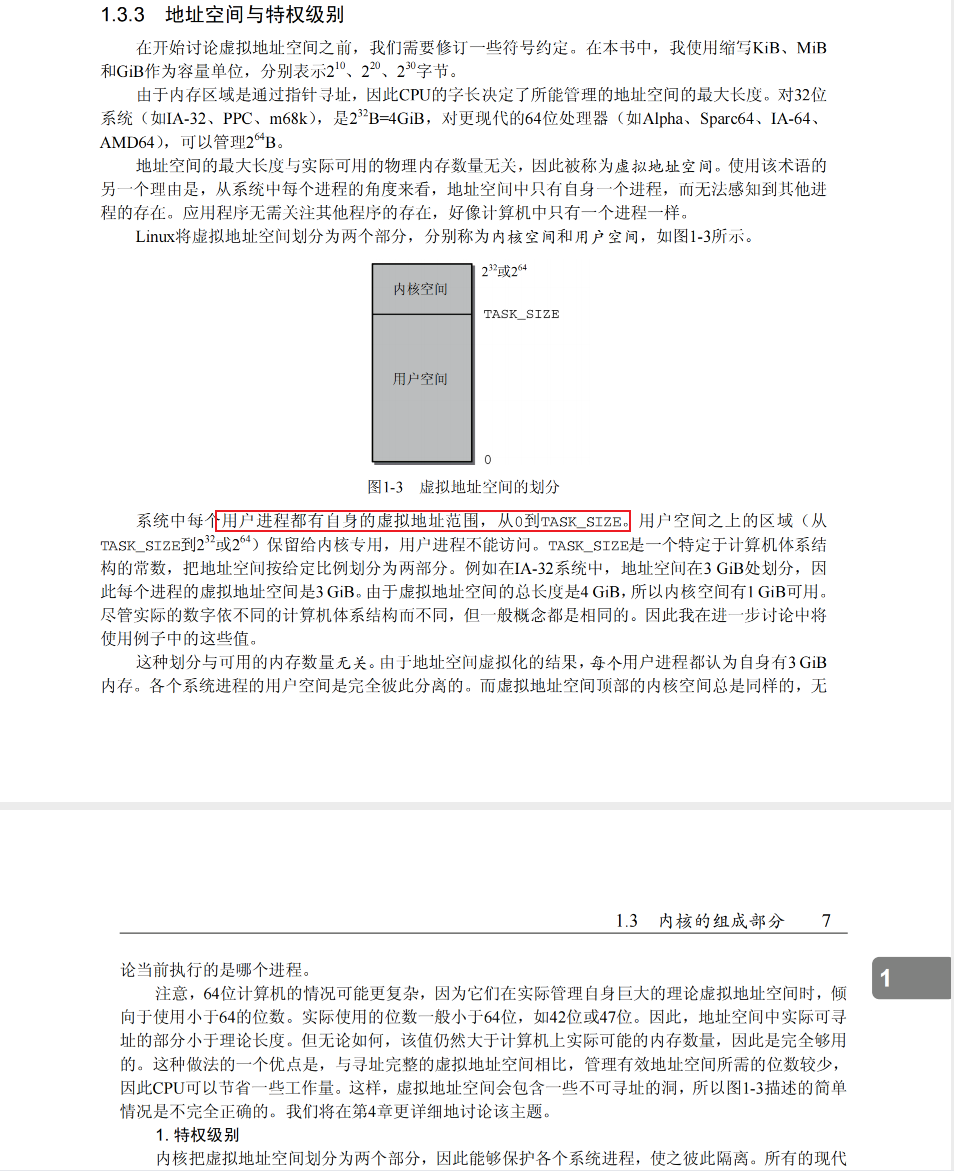 1.3.3 地址空间与特权级别
在开始讨论虚拟地址空间之前，我们需要修订一些符号约定。在本书中，我使用缩写KiB、MiB
和GiB作为容量单位，分别表示2¹⁰、2²⁰、2³⁰字节。
由于内存区域是通过指针寻址，因此CPU的字长决定了所能管理的地址空间的最大长度。对32位
系统（如IA-32、PPC、m68k），是2³²B=4GiB，对更现代的64位处理器（如Alpha、Sparc64、IA-64、
AMD64），可以管理2⁶⁴B。
地址空间的最大长度与实际可用的物理内存数量无关，因此被称为虚拟地址空间。使用该术语的
另一个理由是，从系统中每个进程的角度来看，地址空间中只有自身一个进程，而无法感知到其他进
程的存在。应用程序无需关注其他程序的存在，好像计算机中只有一个进程一样。
Linux将虚拟地址空间划分为两个部分，分别称为内核空间和用户空间，如图1-3所示。
2³²或2⁶⁴
内核空间
TASK_SIZE
用户空间
0
图1-3 虚拟地址空间的划分
系统中每个用户进程都有自身的虚拟地址范围，从0到TASK_SIZE。用户空间之上的区域（从
TASK_SIZE到2³²或2⁶⁴）保留给内核专用，用户进程不能访问。TASK_SIZE是一个特定于计算机体系结
构的常数，把地址空间按给定比例划分为两部分。例如在IA-32系统中，地址空间在3 GiB处划分，因
此每个进程的虚拟地址空间是3 GiB。由于虚拟地址空间的总长度是4 GiB，所以内核空间有1 GiB可用。
尽管实际的数字依不同的计算机体系结构而不同，但一般概念都是相同的。因此我在进一步讨论中将
使用例子中的这些值。
这种划分与可用的内存数量无关。由于地址空间虚拟化的结果，每个用户进程都认为自身有3 GiB
内存。各个系统进程的用户空间是完全彼此分离的。而虚拟地址空间顶部的内核空间总是同样的，无
1.3 内核的组成部分 7
1
论当前执行的是哪个进程。
注意，64位计算机的情况可能更复杂，因为它们在实际管理自身巨大的理论虚拟地址空间时，倾
向于使用小于64的位数。实际使用的位数一般小于64位，如42位或47位。因此，地址空间中实际可寻
址的部分小于理论长度。但无论如何，该值仍然大于计算机上实际可能的内存数量，因此是完全够用
的。这种做法的一个优点是，与寻址完整的虚拟地址空间相比，管理有效地址空间所需的位数较少，
因此CPU可以节省一些工作量。这样，虚拟地址空间会包含一些不可寻址的洞，所以图1-3描述的简单
情况是不完全正确的。我们将在第4章更详细地讨论该主题。
1. 特权级别
内核把虚拟地址空间划分为两个部分，因此能够保护各个系统进程，使之彼此隔离。所有的现代